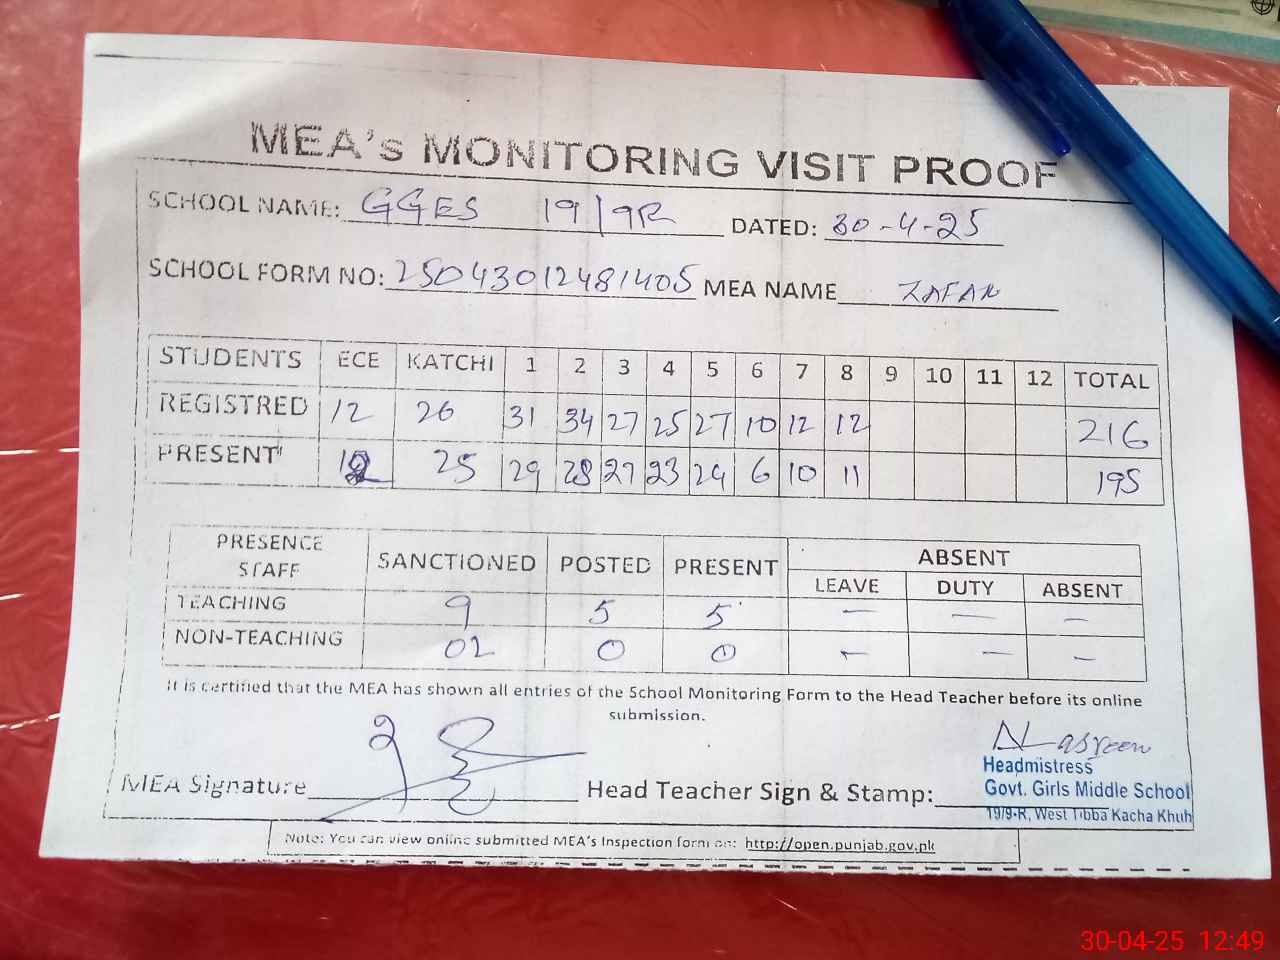 MEA's MONITORING VISIT PROOF
SCHOOL NAME: GGES 19/9R DATED: 30-4-25
SCHOOL FORM NO: 25043012481405 MEA NAME ZAFAR
STUDENTS ECE KATCHI 1 2 3 4 5 6 7 8 9 10 11 12 TOTAL
REGISTRED 12 26 31 34 27 25 27 10 12 12 216
PRESENT 12 25 29 28 27 23 24 6 10 11 195
PRESENCE STAFF SANCTIONED POSTED PRESENT ABSENT
LEAVE DUTY ABSENT
TEACHING 9 5 5 — — —
NON-TEACHING 02 0 0 — — —
It is certified that the MEA has shown all entries of the School Monitoring Form to the Head Teacher before its online
submission.
Nasreen
Headmistress
Govt. Girls Middle School
19/9-R, West Tibba Kacha Khuh
MEA Signature Head Teacher Sign & Stamp:
Note: You can view online submitted MEA's Inspection form on: http://open.punjab.gov.pk
30-04-25 12:49